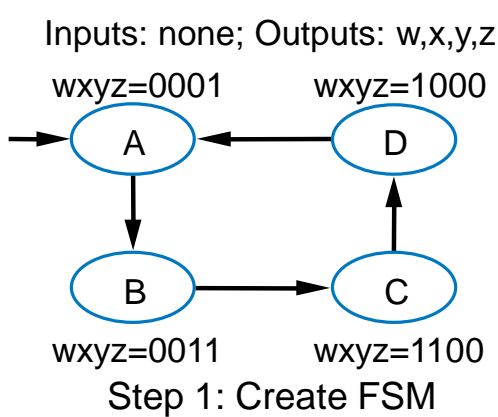 Inputs: none; Outputs: w,x,y,z
wxyz=0001 wxyz=1000
A D
B C
wxyz=0011 wxyz=1100
Step 1: Create FSM